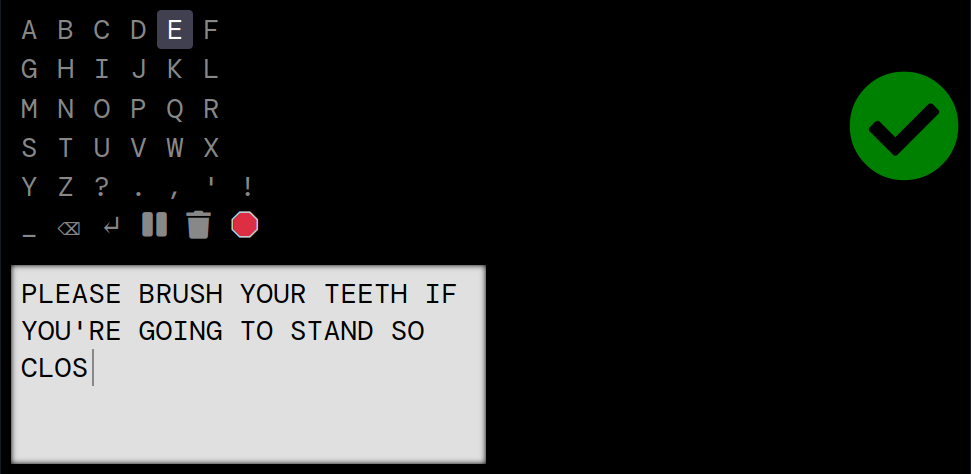 A B C D E F
G H I J K L
M N O P Q R
S T U V W X
Y Z ? . , ' !
_ ⌫ ↵
PLEASE BRUSH YOUR TEETH IF
YOU'RE GOING TO STAND SO
CLOS